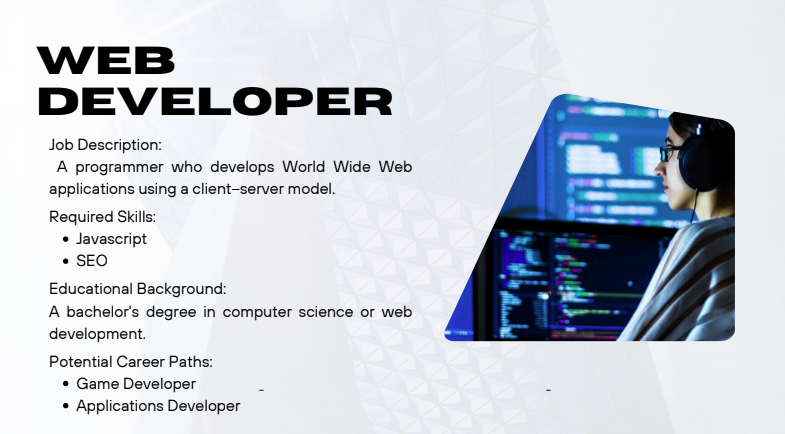 WEB
DEVELOPER
Job Description:
A programmer who develops World Wide Web
applications using a client–server model.
Required Skills:
• Javascript
• SEO
Educational Background:
A bachelor's degree in computer science or web
development.
Potential Career Paths:
• Game Developer
• Applications Developer
-
-